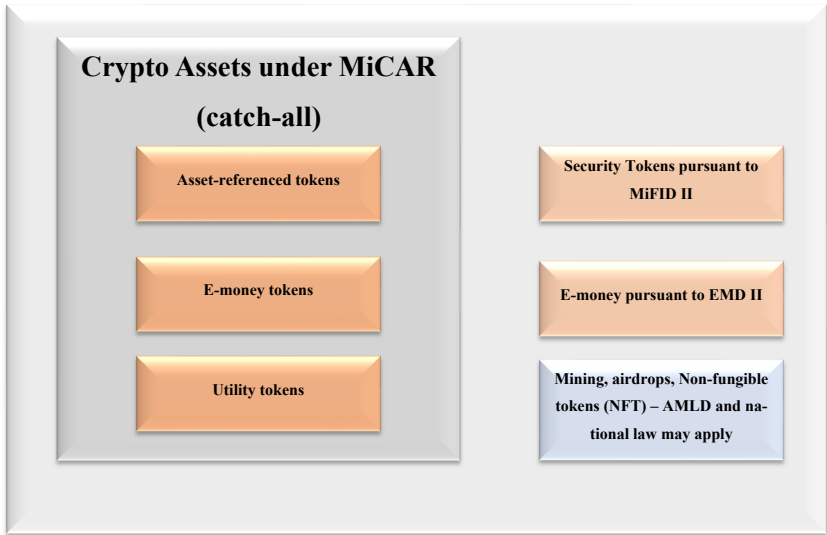 Crypto Assets under MiCAR
(catch-all)
Asset-referenced tokens
E-money tokens
Utility tokens
Security Tokens pursuant to
MiFID II
E-money pursuant to EMD II
Mining, airdrops, Non-fungible
tokens (NFT) – AMLD and na-
tional law may apply